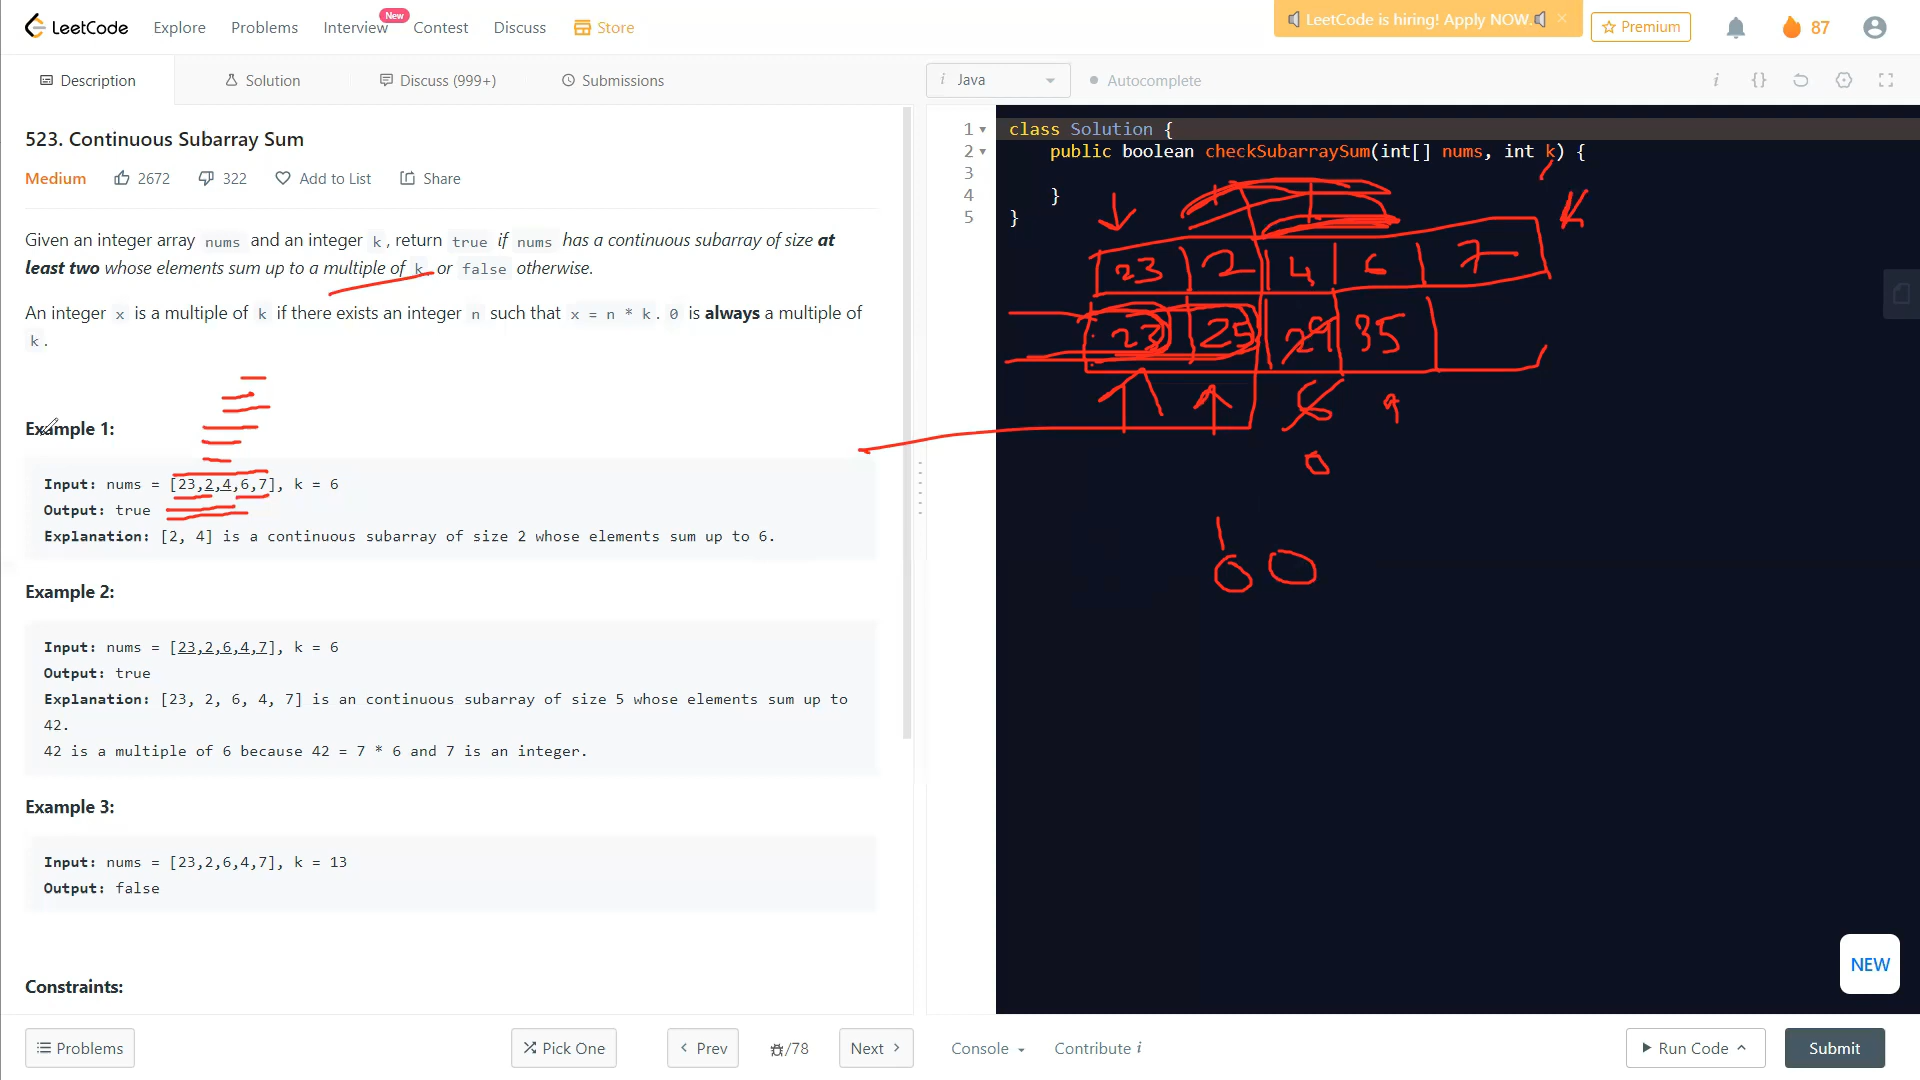 LeetCode
Explore
Problems
Interview
New
Contest
Discuss
Store
LeetCode is hiring! Apply NOW.
Premium
87
Description
Solution
Discuss (999+)
Submissions
i Java
Autocomplete
523. Continuous Subarray Sum
Medium
2672
322
Add to List
Share
Given an integer array nums and an integer k, return true if nums has a continuous subarray of size at
least two whose elements sum up to a multiple of k or false otherwise.
An integer x is a multiple of k if there exists an integer n such that x = n * k. 0 is always a multiple of
k.
Example 1:
Input: nums = [23,2,4,6,7], k = 6
Output: true
Explanation: [2, 4] is a continuous subarray of size 2 whose elements sum up to 6.
Example 2:
Input: nums = [23,2,6,4,7], k = 6
Output: true
Explanation: [23, 2, 6, 4, 7] is an continuous subarray of size 5 whose elements sum up to
42.
42 is a multiple of 6 because 42 = 7 * 6 and 7 is an integer.
Example 3:
Input: nums = [23,2,6,4,7], k = 13
Output: false
Constraints:
1 class Solution {
2 public boolean checkSubarraySum(int[] nums, int k) {
3
4 }
5 }
K
23 2 4 6 7
23 25 29 35
6 9
0
60
NEW
Problems
Pick One
Prev
/78
Next
Console
Contribute i
Run Code
Submit